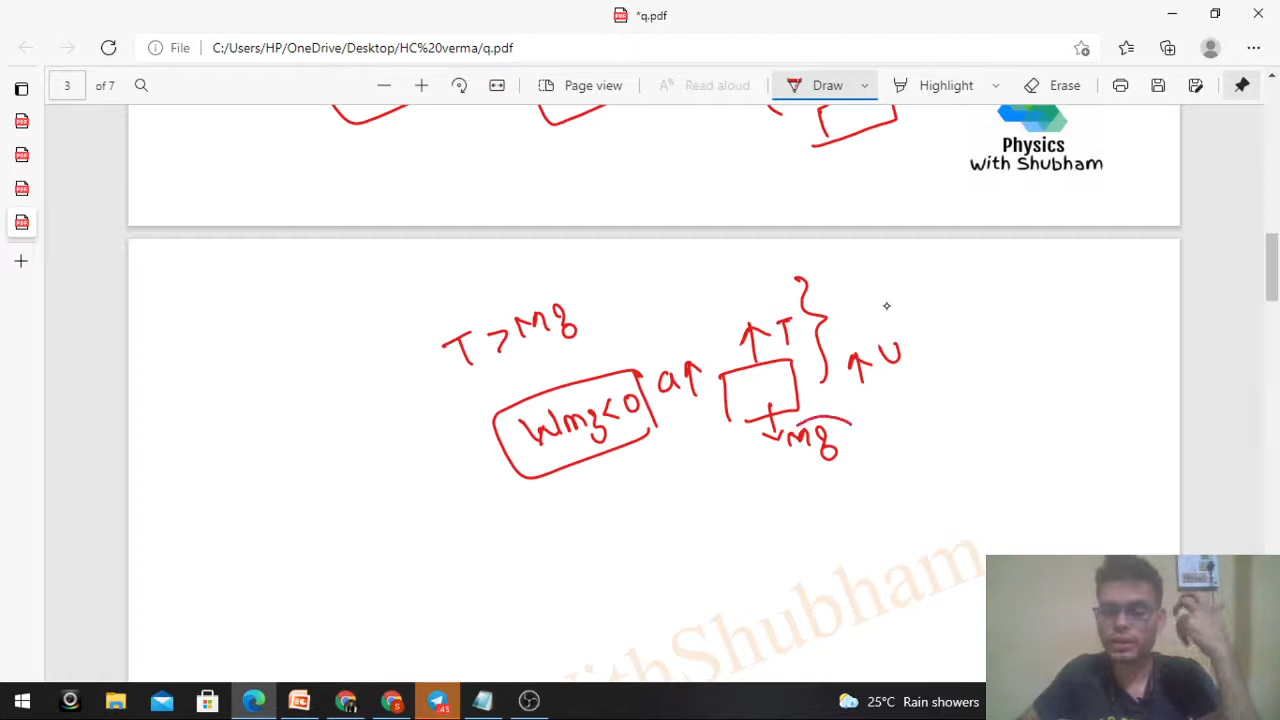 *q.pdf
File C:/Users/HP/OneDrive/Desktop/HC%20verma/q.pdf
3 of 7 Page view Read aloud Draw Highlight Erase
Physics
With Shubham
T > Mg
↑ T
a↑
↑ U
Wmg < 0
Mg
WithShubham
25°C Rain showers